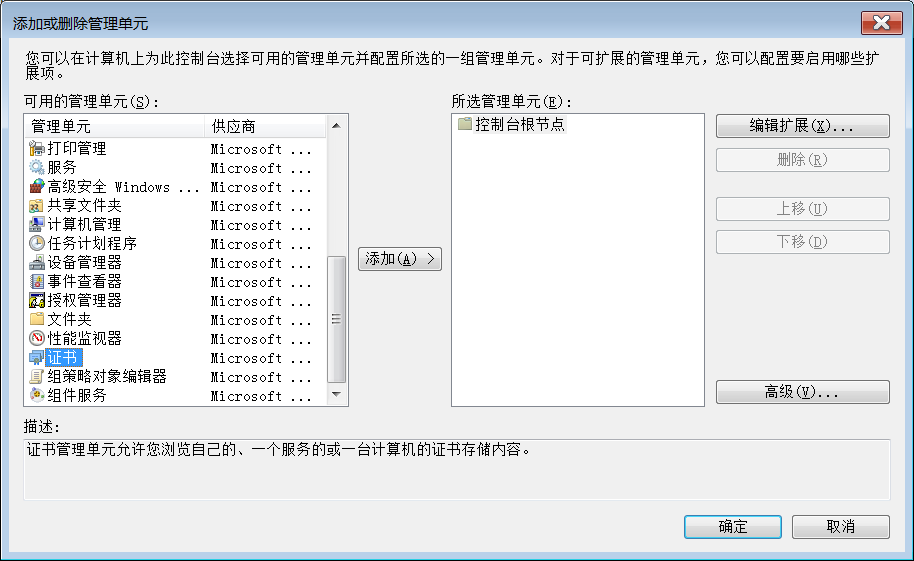 添加或删除管理单元
您可以在计算机上为此控制台选择可用的管理单元并配置所选的一组管理单元。对于可扩展的管理单元，您可以配置要启用哪些扩
展项。
可用的管理单元(S)：
所选管理单元(E)：
管理单元 供应商
打印管理 Microsoft ...
服务 Microsoft ...
高级安全 Windows ... Microsoft ...
共享文件夹 Microsoft ...
计算机管理 Microsoft ...
任务计划程序 Microsoft ...
设备管理器 Microsoft ...
事件查看器 Microsoft ...
授权管理器 Microsoft ...
文件夹 Microsoft ...
性能监视器 Microsoft ...
证书 Microsoft ...
组策略对象编辑器 Microsoft ...
组件服务 Microsoft ...
添加(A) >
控制台根节点
编辑扩展(X)...
删除(R)
上移(U)
下移(D)
高级(V)...
描述：
证书管理单元允许您浏览自己的、一个服务的或一台计算机的证书存储内容。
确定
取消